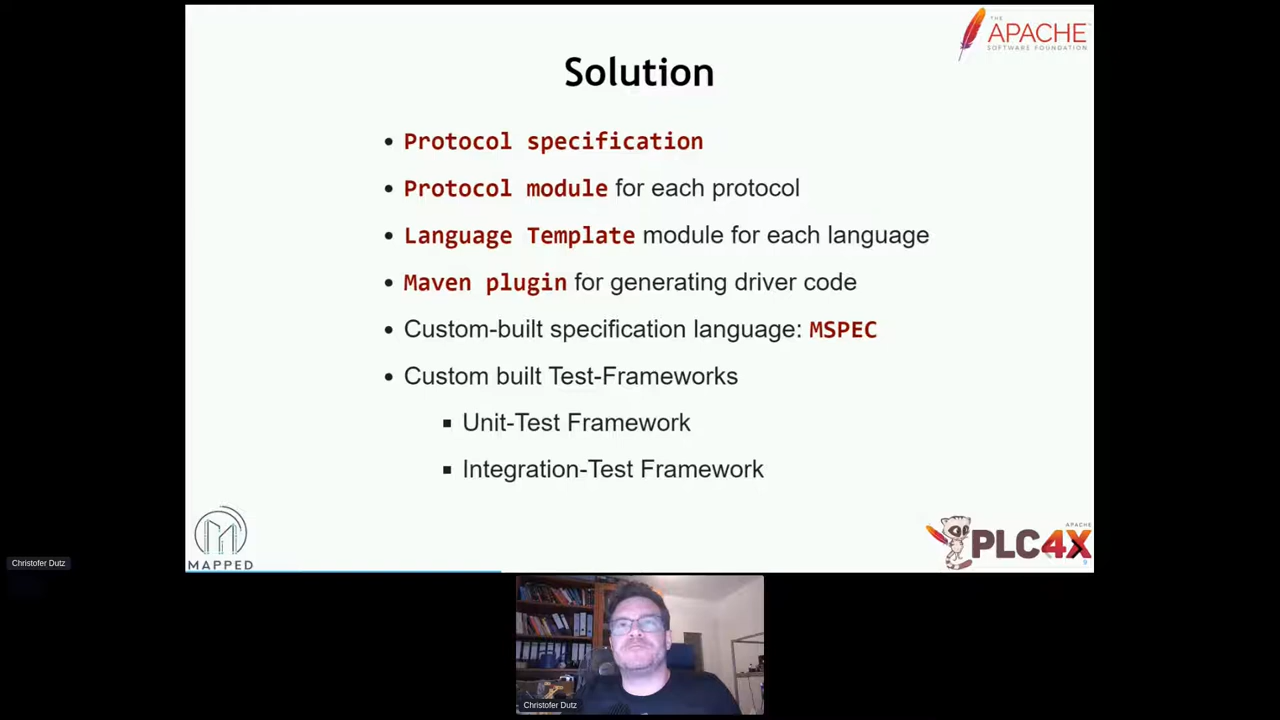 THE
APACHE
SOFTWARE FOUNDATION
Solution
Protocol specification
Protocol module for each protocol
Language Template module for each language
Maven plugin for generating driver code
Custom-built specification language: MSPEC
Custom built Test-Frameworks
Unit-Test Framework
Integration-Test Framework
MAPPED
APACHE
PLC4X
9
Christofer Dutz
Christofer Dutz